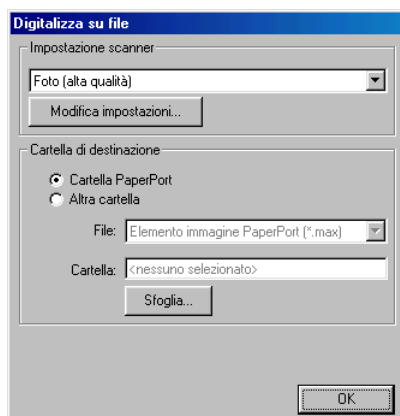 Digitalizza su file
Impostazione scanner
Foto (alta qualità)
Modifica impostazioni...
Cartella di destinazione
Cartella PaperPort
Altra cartella
File: Elemento immagine PaperPort (*.max)
Cartella: <nessuno selezionato>
Sfoglia...
OK